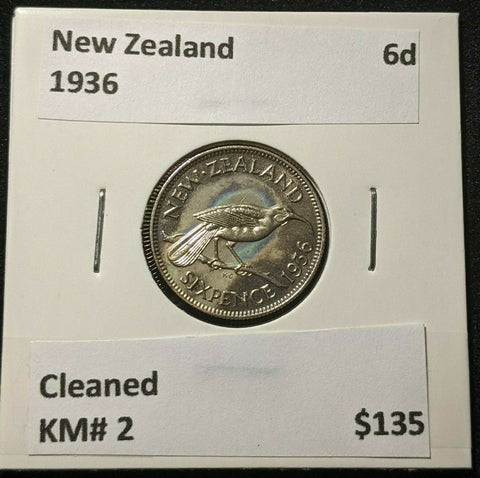 New Zealand 6d
1936
NEW·ZEALAND
SIXPENCE 1936
Cleaned
KM# 2 $135